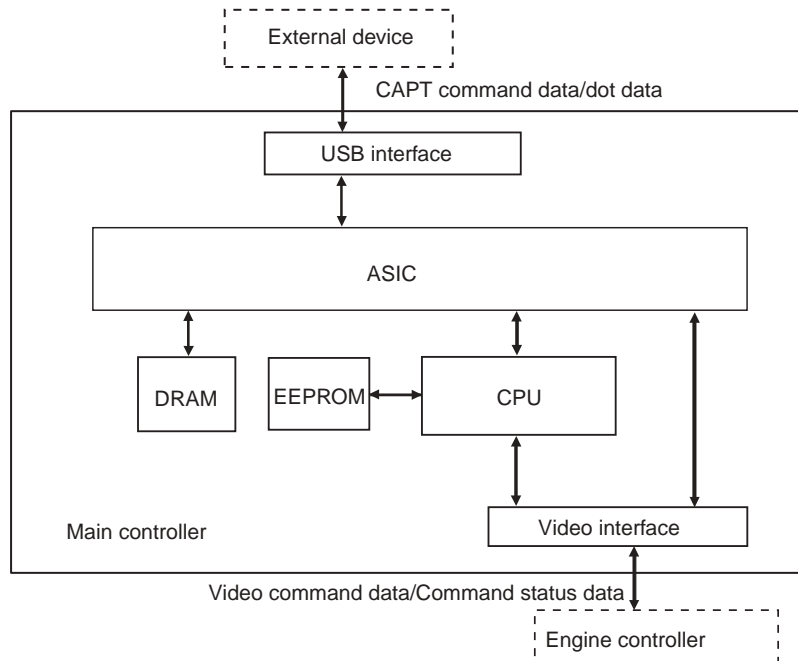 External device
CAPT command data/dot data
USB interface
ASIC
DRAM
EEPROM
CPU
Video interface
Main controller
Video command data/Command status data
Engine controller